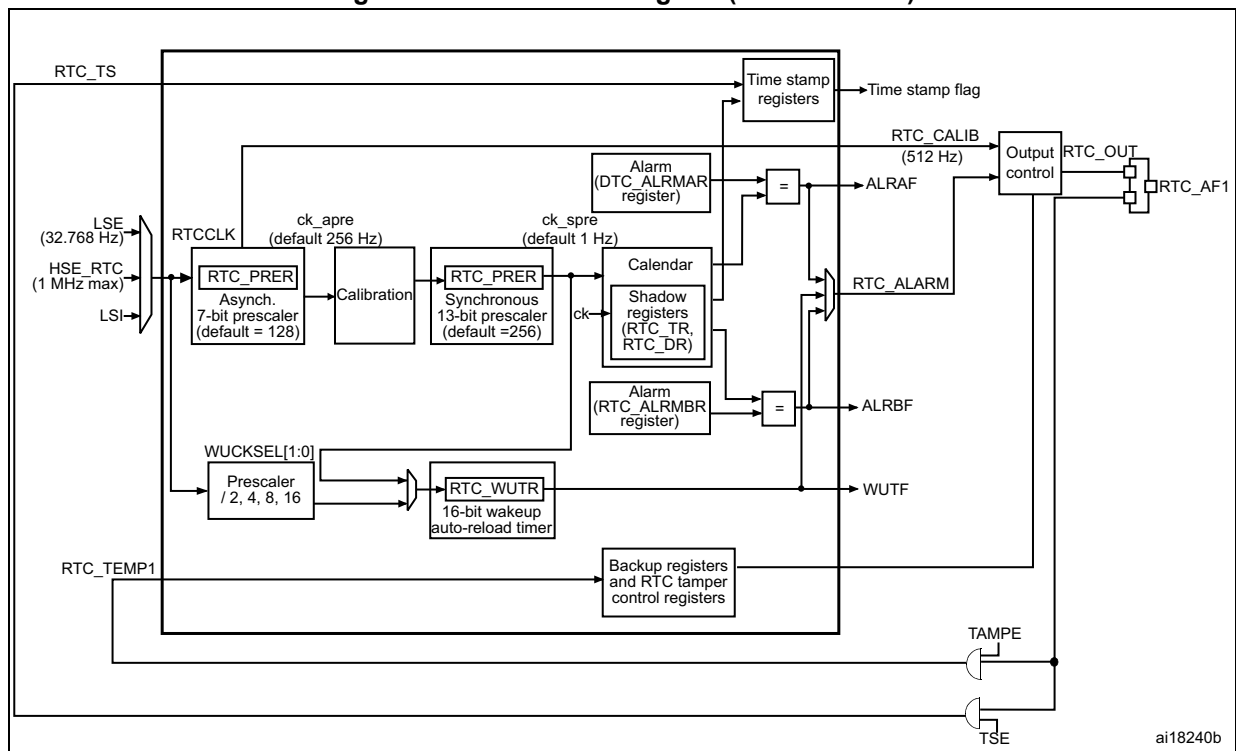 RTC_TS
Time stamp
registers
Time stamp flag
RTC_CALIB
(512 Hz)
Output
control
RTC_OUT
RTC_AF1
Alarm
(DTC_ALRMAR
register)
=
ALRAF
LSE
(32.768 Hz)
HSE_RTC
(1 MHz max)
LSI
RTCCLK
ck_apre
(default 256 Hz)
ck_spre
(default 1 Hz)
RTC_PRER
Asynch.
7-bit prescaler
(default = 128)
Calibration
RTC_PRER
Synchronous
13-bit prescaler
(default =256)
Calendar
ck
Shadow
registers
(RTC_TR,
RTC_DR)
RTC_ALARM
Alarm
(RTC_ALRMBR
register)
=
ALRBF
WUCKSEL[1:0]
Prescaler
/ 2, 4, 8, 16
RTC_WUTR
16-bit wakeup
auto-reload timer
WUTF
RTC_TEMP1
Backup registers
and RTC tamper
control registers
TAMPE
TSE
ai18240b